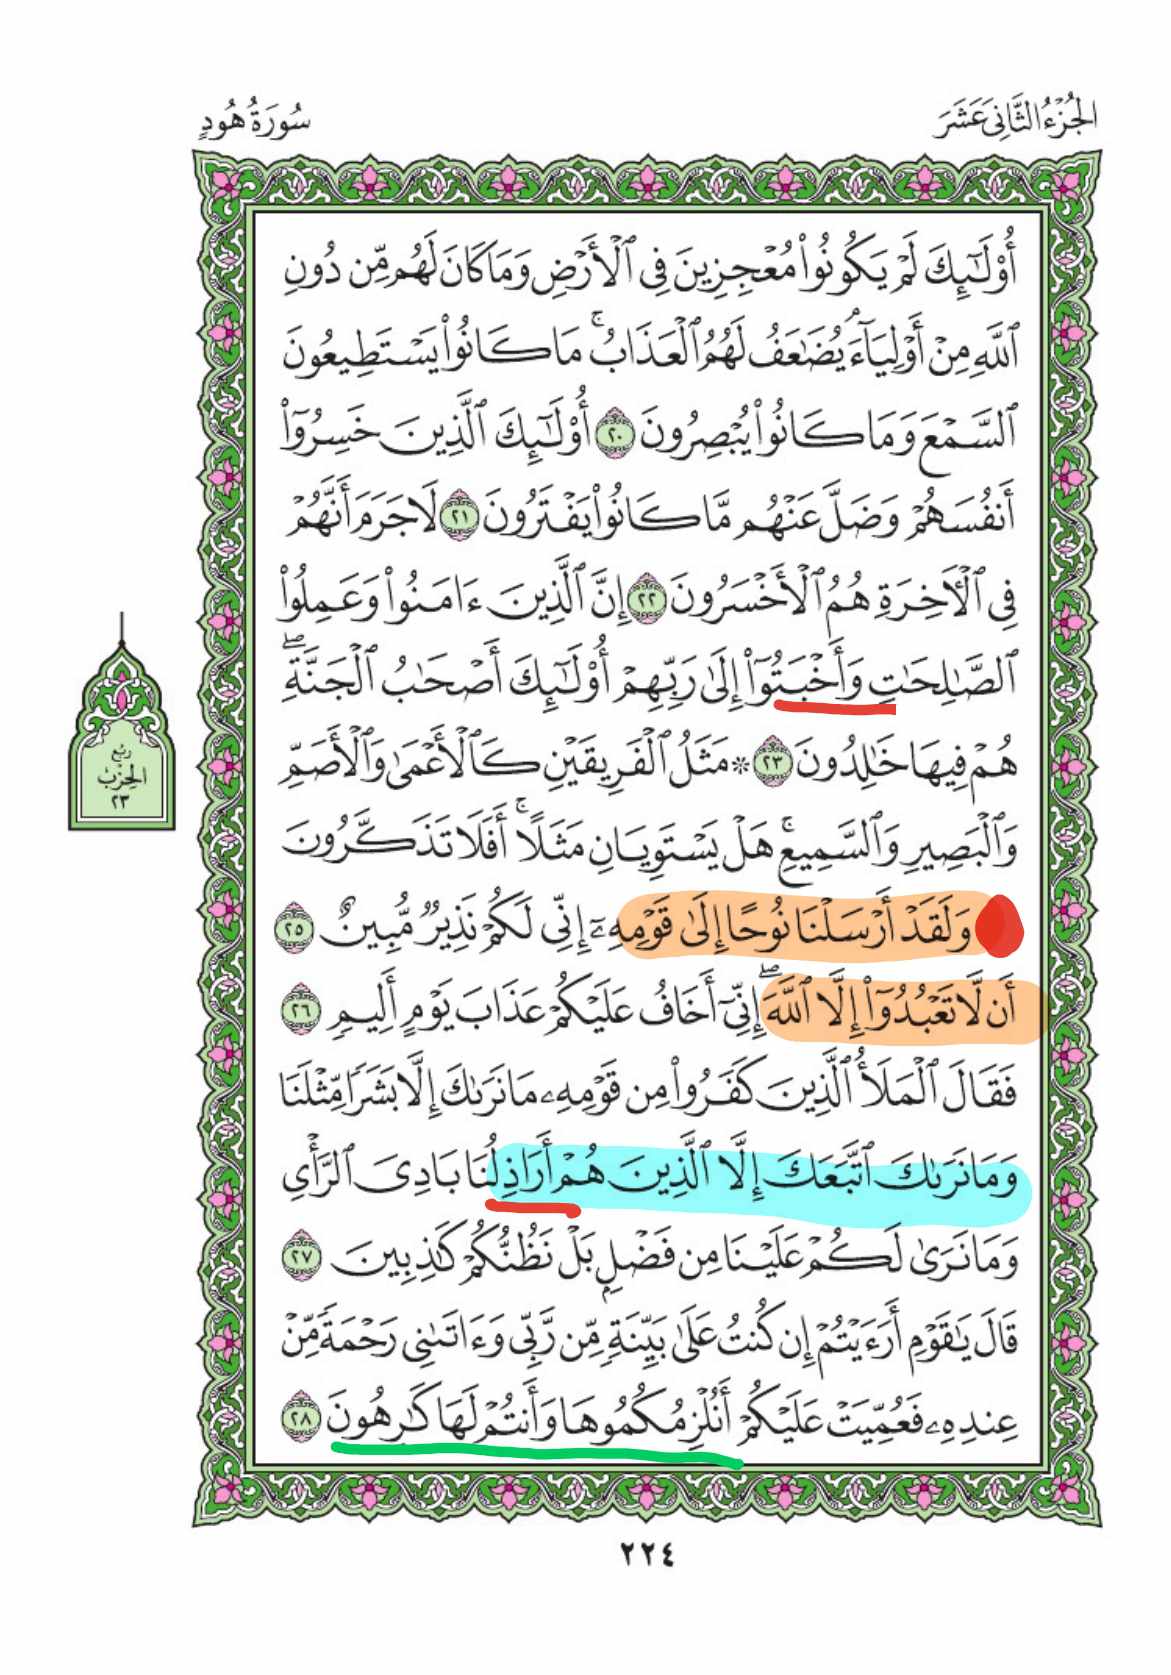 الجُزْءُ الثَّانِي عَشَرَ
سُورَةُ هُودٍ
أُوْلَـٰٓئِكَ لَمْ يَكُونُوا۟ مُعْجِزِينَ فِى ٱلْأَرْضِ وَمَا كَانَ لَهُم مِّن دُونِ
ٱللَّهِ مِنْ أَوْلِيَآءَ ۘ يُضَـٰعَفُ لَهُمُ ٱلْعَذَابُ ۚ مَا كَانُوا۟ يَسْتَطِيعُونَ
ٱلسَّمْعَ وَمَا كَانُوا۟ يُبْصِرُونَ ٢٠ أُوْلَـٰٓئِكَ ٱلَّذِينَ خَسِرُوٓا۟
أَنفُسَهُمْ وَضَلَّ عَنْهُم مَّا كَانُوا۟ يَفْتَرُونَ ٢١ لَا جَرَمَ أَنَّهُمْ
فِى ٱلْـَٔاخِرَةِ هُمُ ٱلْأَخْسَرُونَ ٢٢ إِنَّ ٱلَّذِينَ ءَامَنُوا۟ وَعَمِلُوا۟
ٱلصَّـٰلِحَـٰتِ وَأَخْبَتُوٓا۟ إِلَىٰ رَبِّهِمْ أُوْلَـٰٓئِكَ أَصْحَـٰبُ ٱلْجَنَّةِ ۖ
هُمْ فِيهَا خَـٰلِدُونَ ٢٣ ۞ مَثَلُ ٱلْفَرِيقَيْنِ كَٱلْأَعْمَىٰ وَٱلْأَصَمِّ
وَٱلْبَصِيرِ وَٱلسَّمِيعِ ۚ هَلْ يَسْتَوِيَانِ مَثَلًا ۚ أَفَلَا تَذَكَّرُونَ
وَلَقَدْ أَرْسَلْنَا نُوحًا إِلَىٰ قَوْمِهِۦٓ إِنِّى لَكُمْ نَذِيرٌ مُّبِينٌ ٢٥
أَن لَّا تَعْبُدُوٓا۟ إِلَّا ٱللَّهَ ۖ إِنِّىٓ أَخَافُ عَلَيْكُمْ عَذَابَ يَوْمٍ أَلِيمٍ ٢٦
فَقَالَ ٱلْمَلَأُ ٱلَّذِينَ كَفَرُوا۟ مِن قَوْمِهِۦ مَا نَرَىٰكَ إِلَّا بَشَرًا مِّثْلَنَا
وَمَا نَرَىٰكَ ٱتَّبَعَكَ إِلَّا ٱلَّذِينَ هُمْ أَرَاذِلُنَا بَادِىَ ٱلرَّأْىِ
وَمَا نَرَىٰ لَكُمْ عَلَيْنَا مِن فَضْلٍۭ بَلْ نَظُنُّكُمْ كَـٰذِبِينَ ٢٧
قَالَ يَـٰقَوْمِ أَرَءَيْتُمْ إِن كُنتُ عَلَىٰ بَيِّنَةٍ مِّن رَّبِّى وَءَاتَىٰنِى رَحْمَةً مِّنْ
عِندِهِۦ فَعُمِّيَتْ عَلَيْكُمْ أَنُلْزِمُكُمُوهَا وَأَنتُمْ لَهَا كَـٰرِهُونَ ٢٨
رُبْعُ
الحِزْبِ
٢٣
٢٢٤